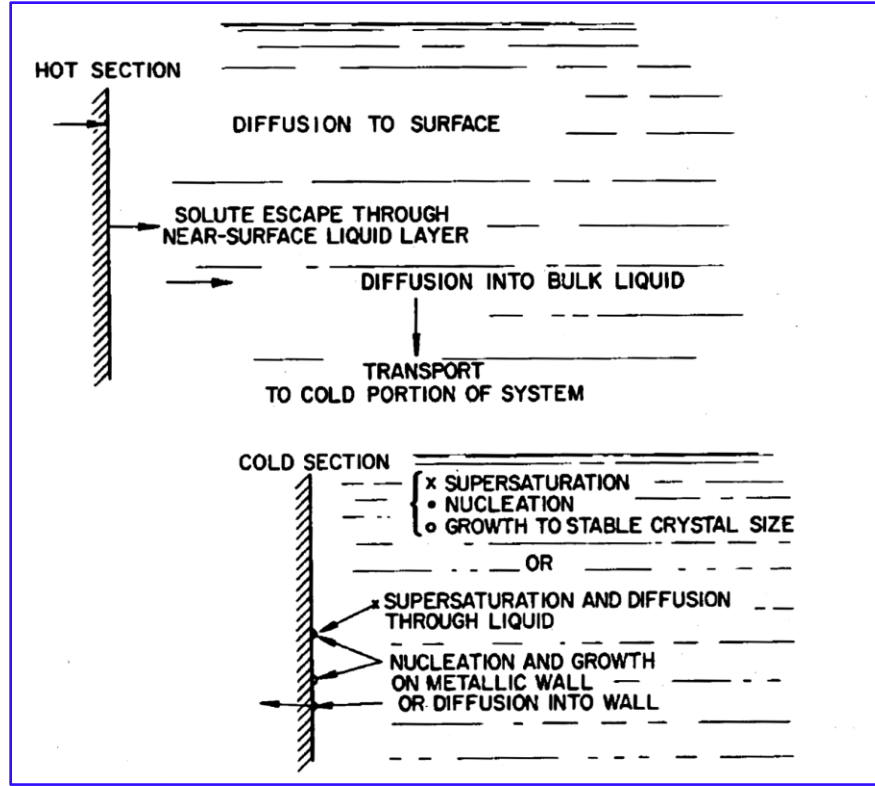 HOT SECTION
DIFFUSION TO SURFACE
SOLUTE ESCAPE THROUGH
NEAR-SURFACE LIQUID LAYER
DIFFUSION INTO BULK LIQUID
TRANSPORT
TO COLD PORTION OF SYSTEM
COLD SECTION
x SUPERSATURATION
• NUCLEATION
o GROWTH TO STABLE CRYSTAL SIZE
OR
x SUPERSATURATION AND DIFFUSION
THROUGH LIQUID
NUCLEATION AND GROWTH
ON METALLIC WALL
OR DIFFUSION INTO WALL